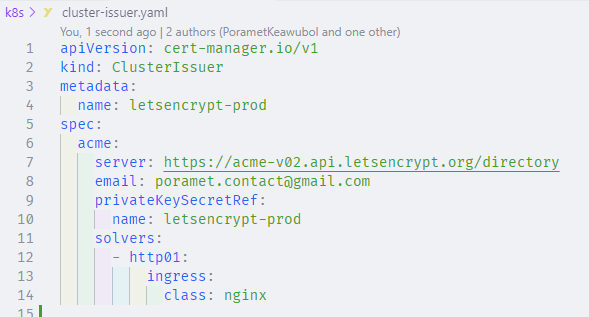 k8s > cluster-issuer.yaml
You, 1 second ago | 2 authors (PorametKeawubol and one other)
1 apiVersion: cert-manager.io/v1
2 kind: ClusterIssuer
3 metadata:
4   name: letsencrypt-prod
5 spec:
6   acme:
7     server: https://acme-v02.api.letsencrypt.org/directory
8     email: poramet.contact@gmail.com
9     privateKeySecretRef:
10       name: letsencrypt-prod
11     solvers:
12       - http01:
13           ingress:
14             class: nginx
15